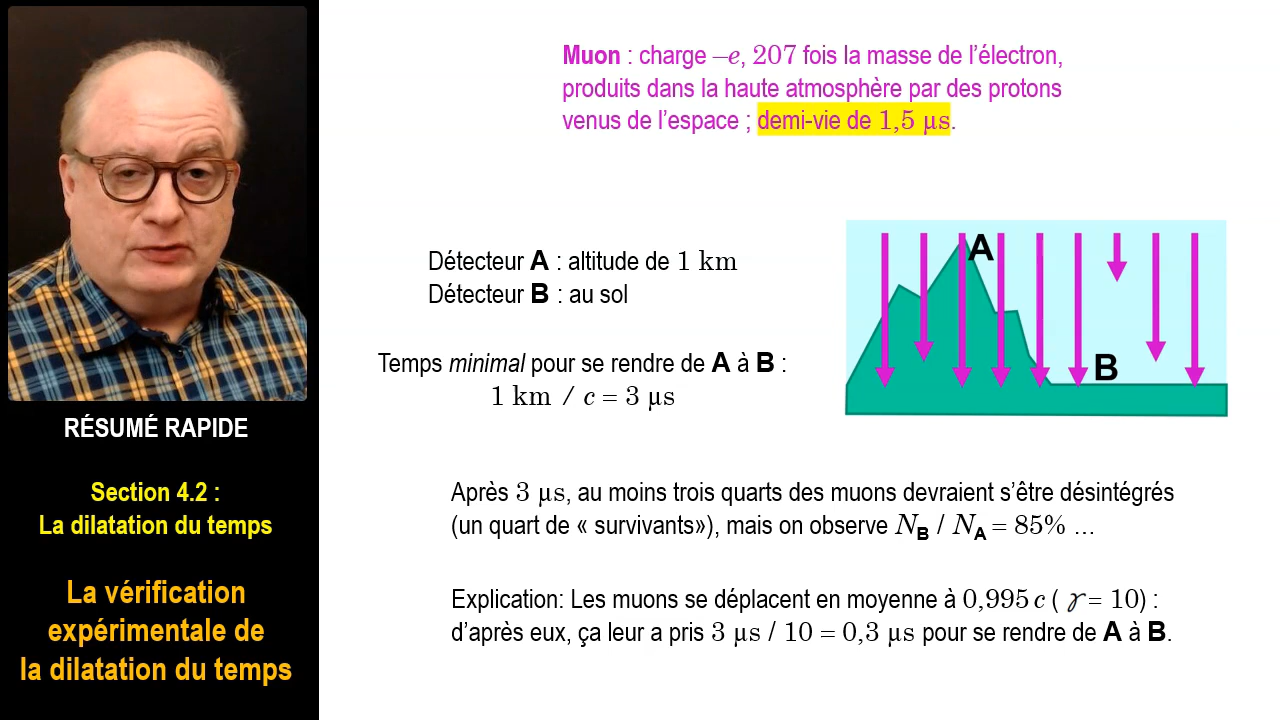 Muon : charge –e, 207 fois la masse de l’électron,
produits dans la haute atmosphère par des protons
venus de l’espace ; demi-vie de 1,5 µs.
Détecteur A : altitude de 1 km
Détecteur B : au sol
A
B
Temps minimal pour se rendre de A à B :
1 km / c = 3 µs
RÉSUMÉ RAPIDE
Section 4.2 :
La dilatation du temps
La vérification
expérimentale de
la dilatation du temps
Après 3 µs, au moins trois quarts des muons devraient s’être désintégrés
(un quart de « survivants»), mais on observe NB / NA = 85% ...
Explication: Les muons se déplacent en moyenne à 0,995 c ( γ = 10) :
d’après eux, ça leur a pris 3 µs / 10 = 0,3 µs pour se rendre de A à B.